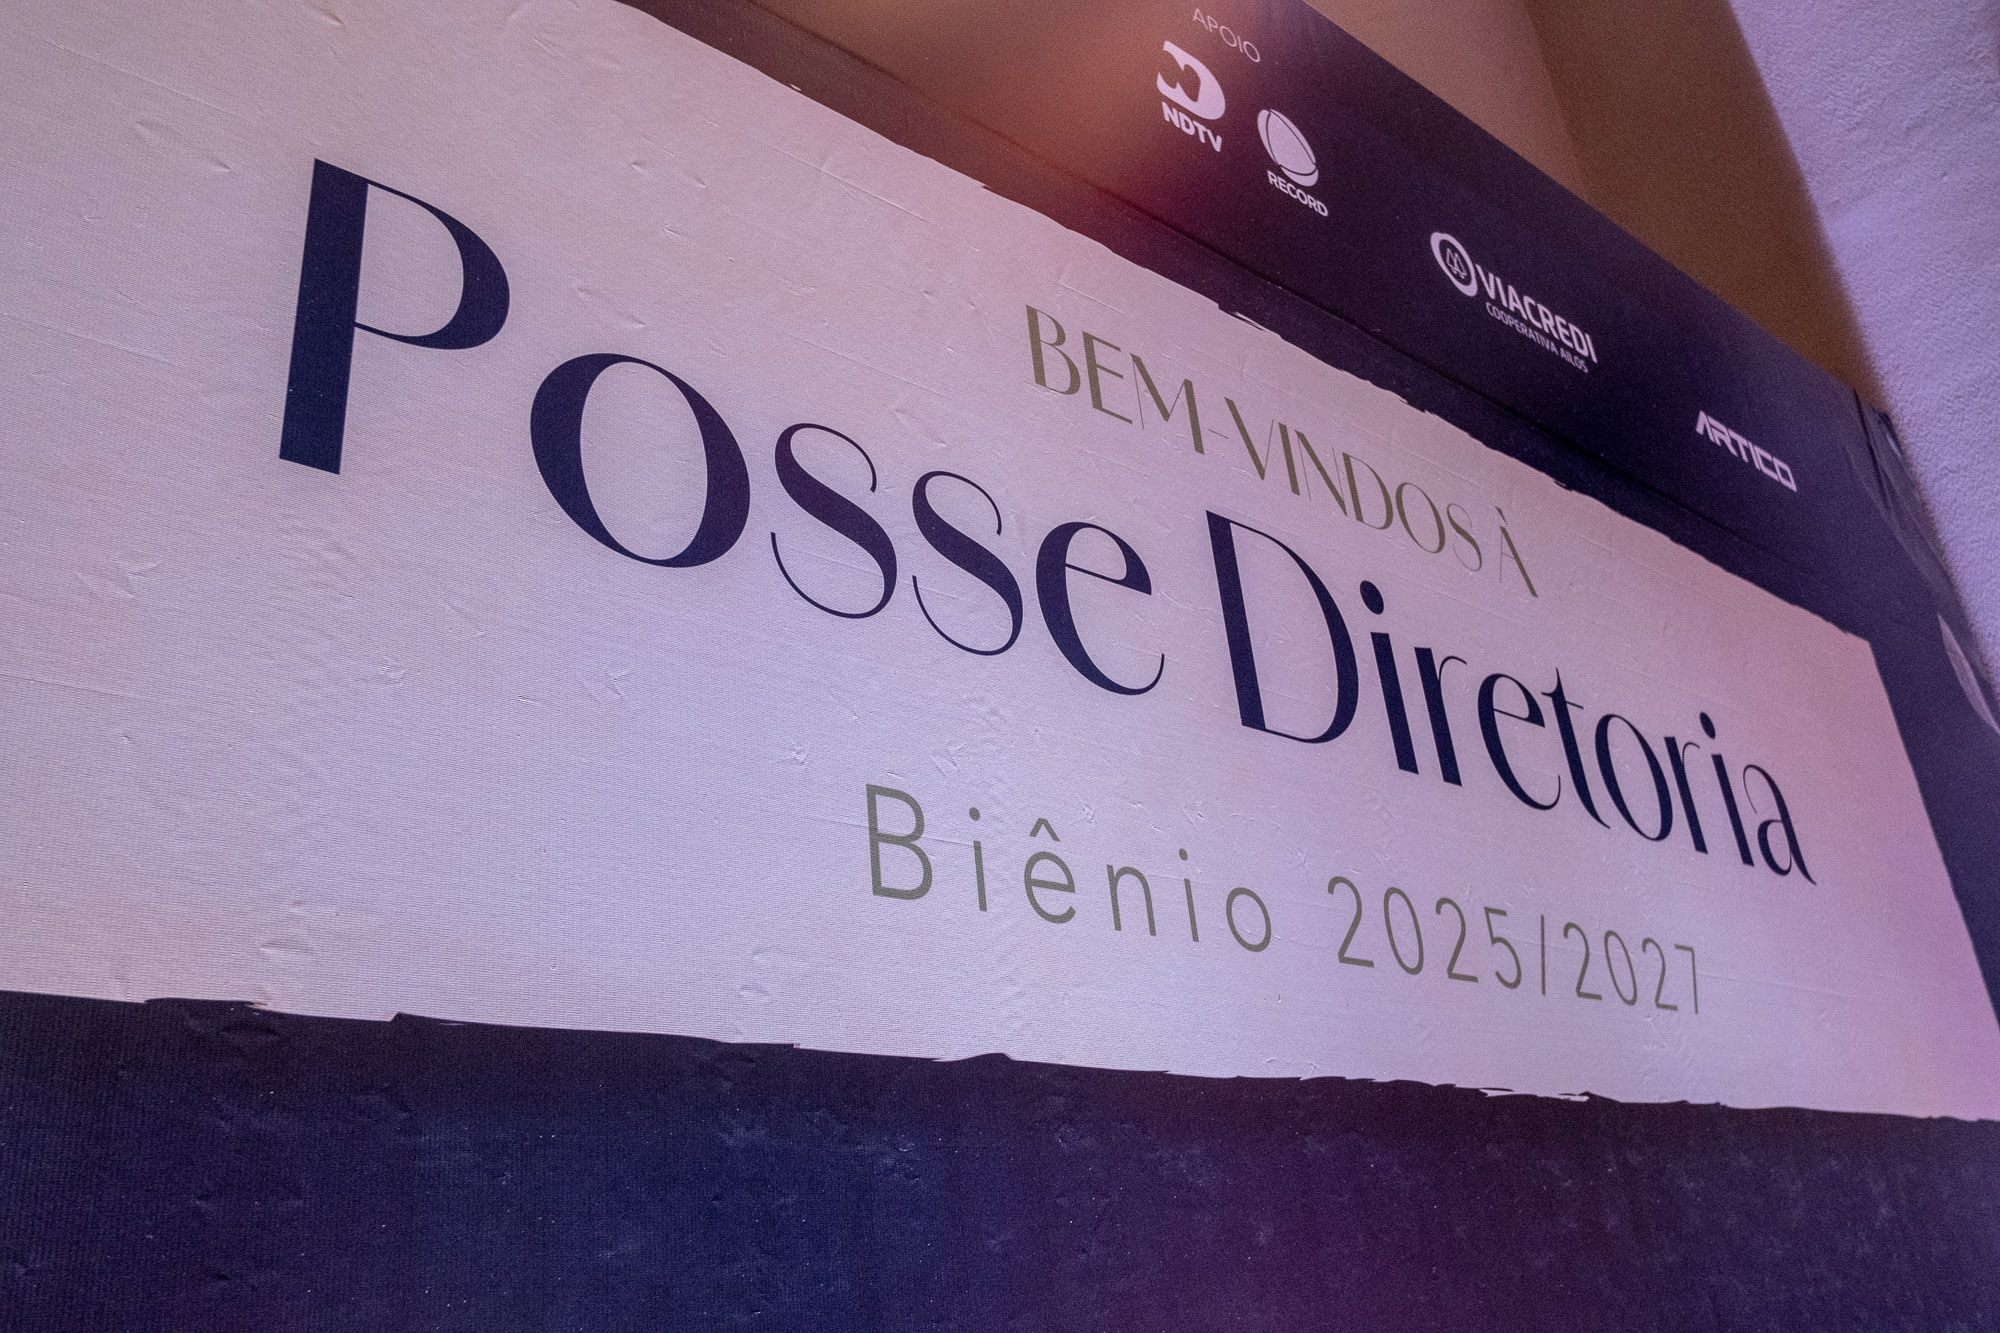 APOIO
NDTV
RECORD
VIACREDI
COOPERATIVA AILOS
ARTICO
BEM-VINDOS À
Posse Diretoria
Biênio 2025/2027